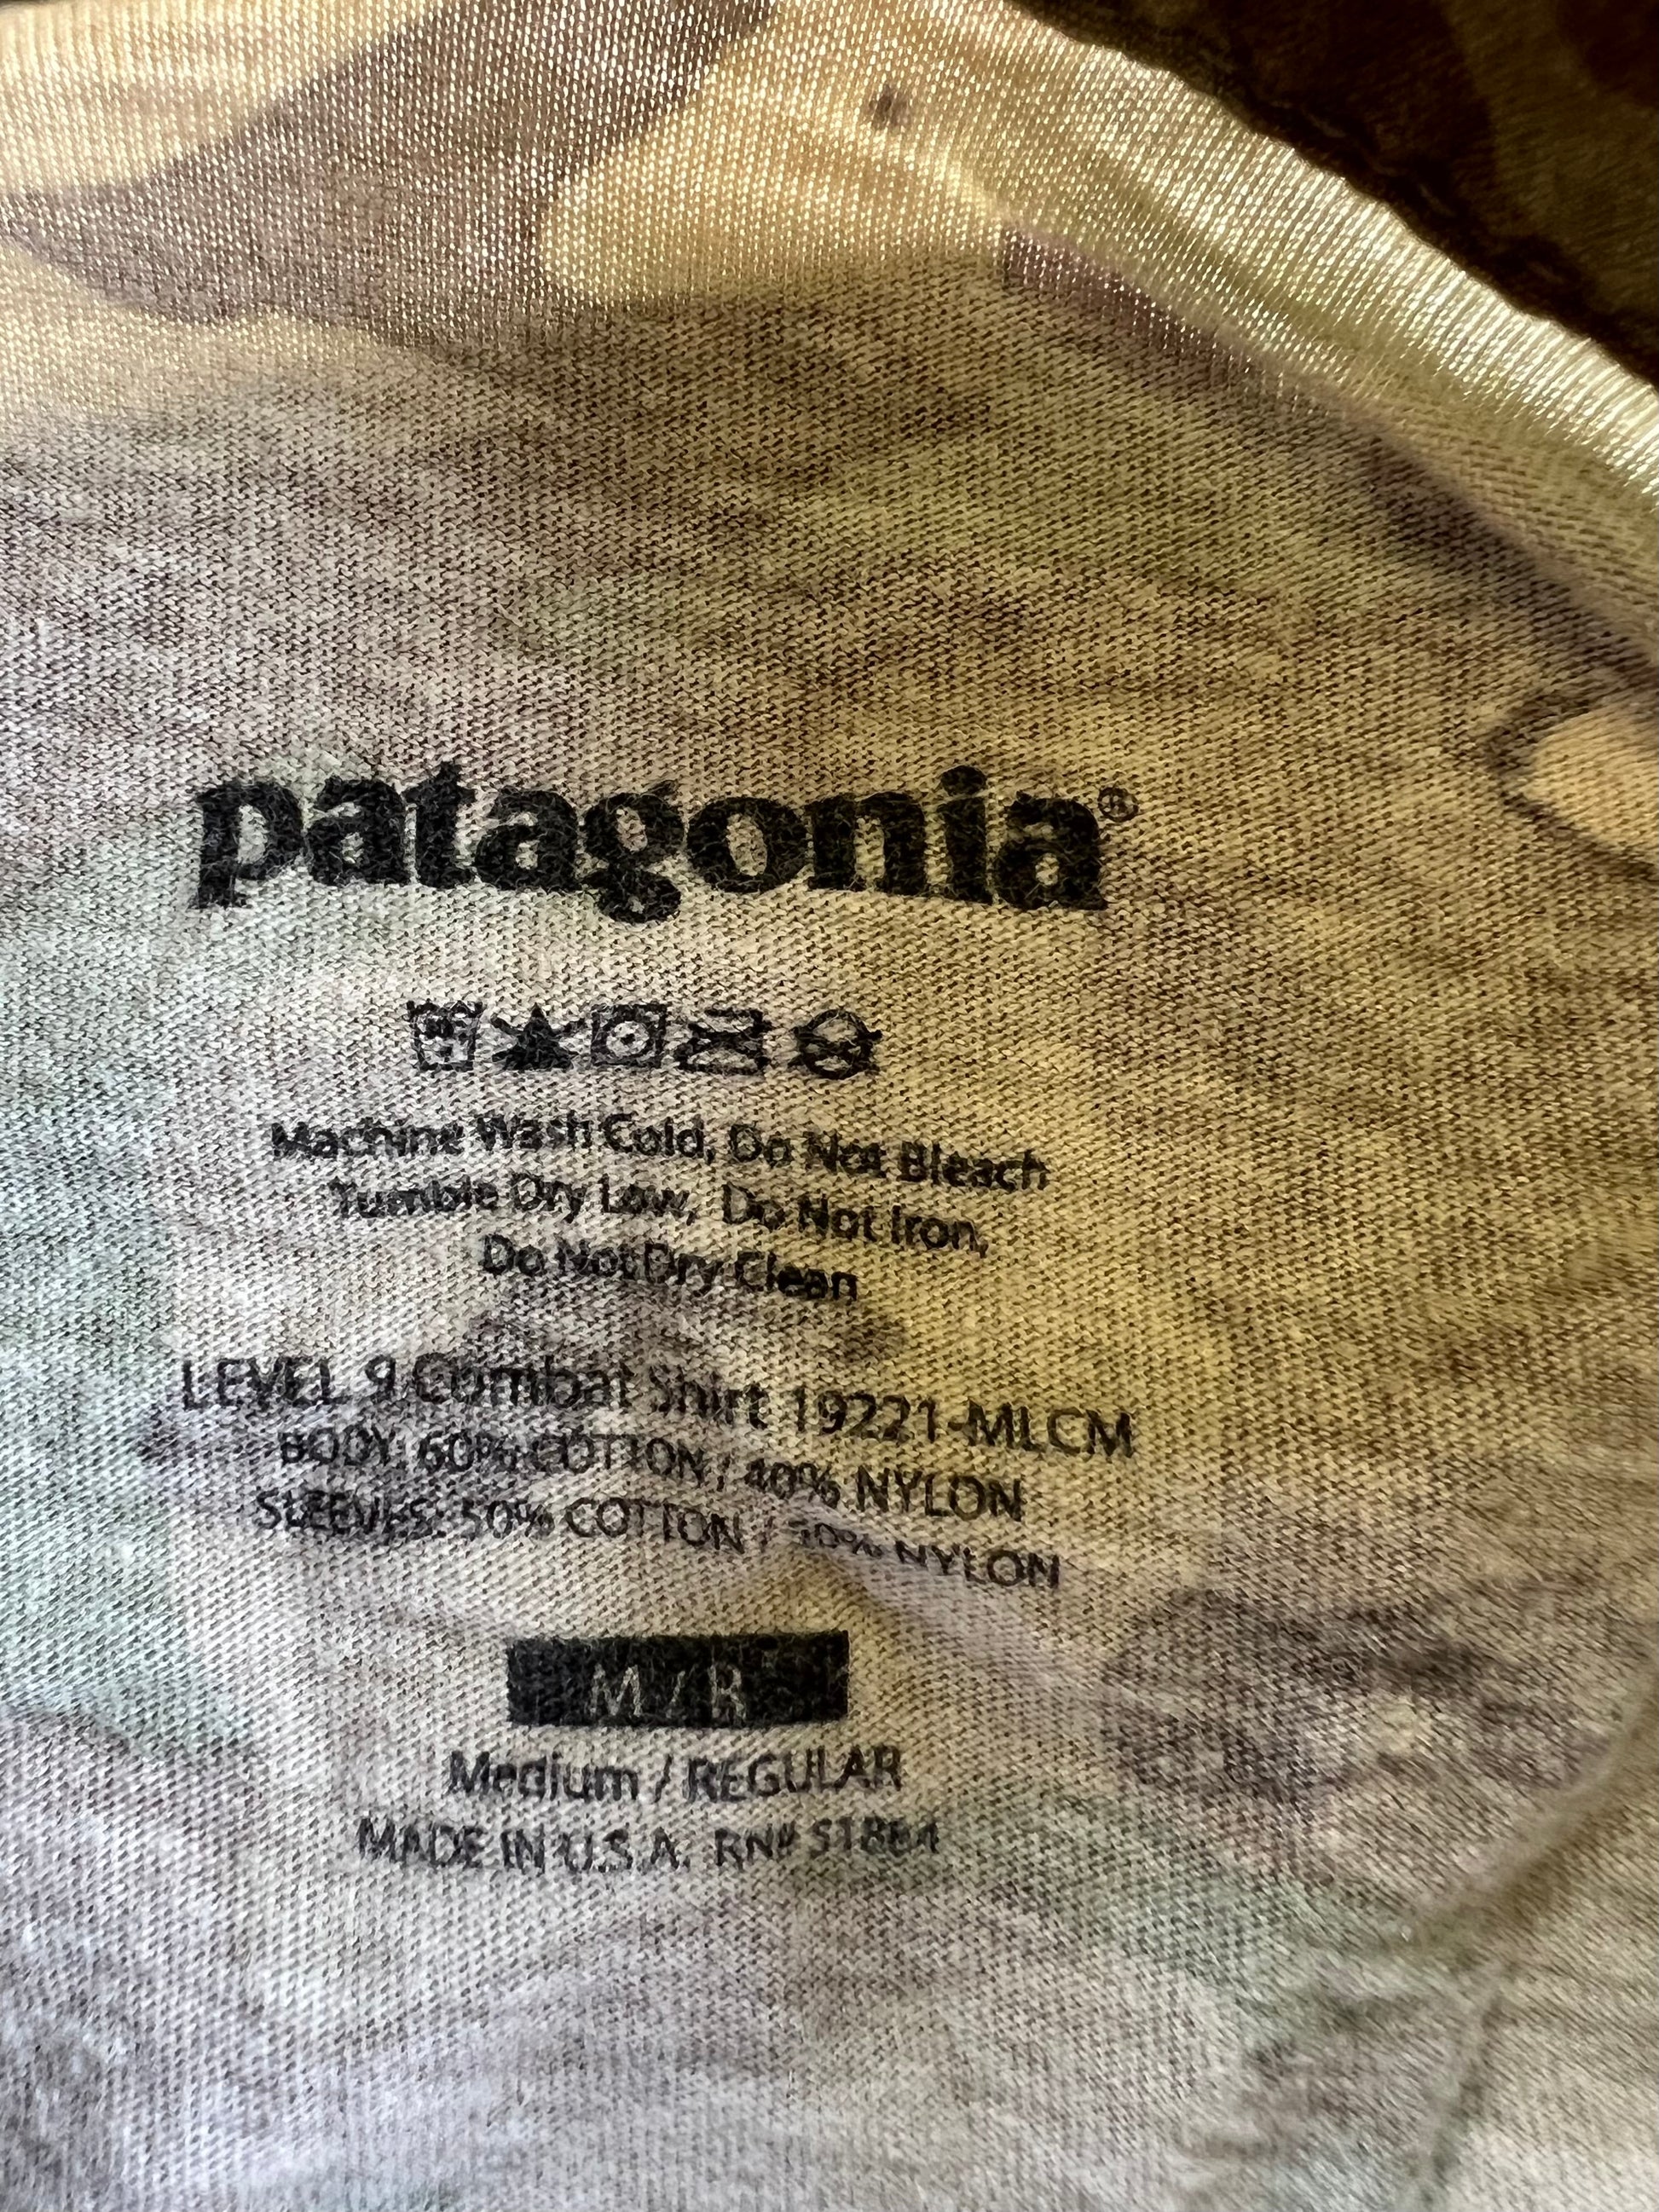 patagonia®
Machine Wash Cold, Do Not Bleach
Tumble Dry Low, Do Not Iron,
Do Not Dry Clean
LEVEL 9 Combat Shirt 19221-MLCM
BODY: 60% COTTON / 40% NYLON
SLEEVES: 50% COTTON / 50% NYLON
M / R
Medium / REGULAR
MADE IN U.S.A. RN# 51884